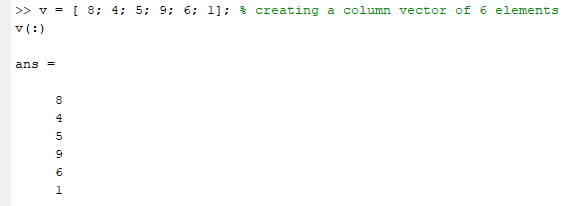 >> v = [ 8; 4; 5; 9; 6; 1]; % creating a column vector of 6 elements
v(:)
ans =
8
4
5
9
6
1